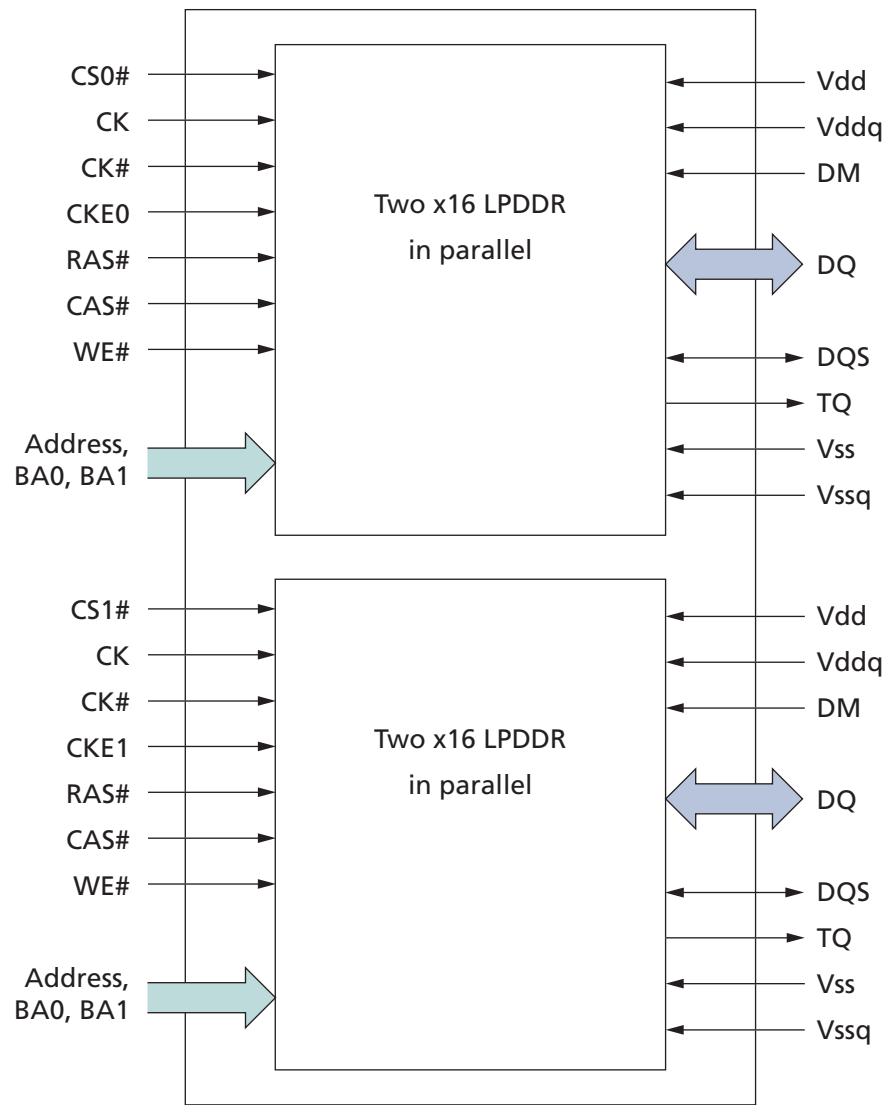 CS0#
CK
CK#
CKE0
RAS#
CAS#
WE#
Address,
BA0, BA1
Two x16 LPDDR
in parallel
Vdd
Vddq
DM
DQ
DQS
TQ
Vss
Vssq
CS1#
CK
CK#
CKE1
RAS#
CAS#
WE#
Address,
BA0, BA1
Two x16 LPDDR
in parallel
Vdd
Vddq
DM
DQ
DQS
TQ
Vss
Vssq